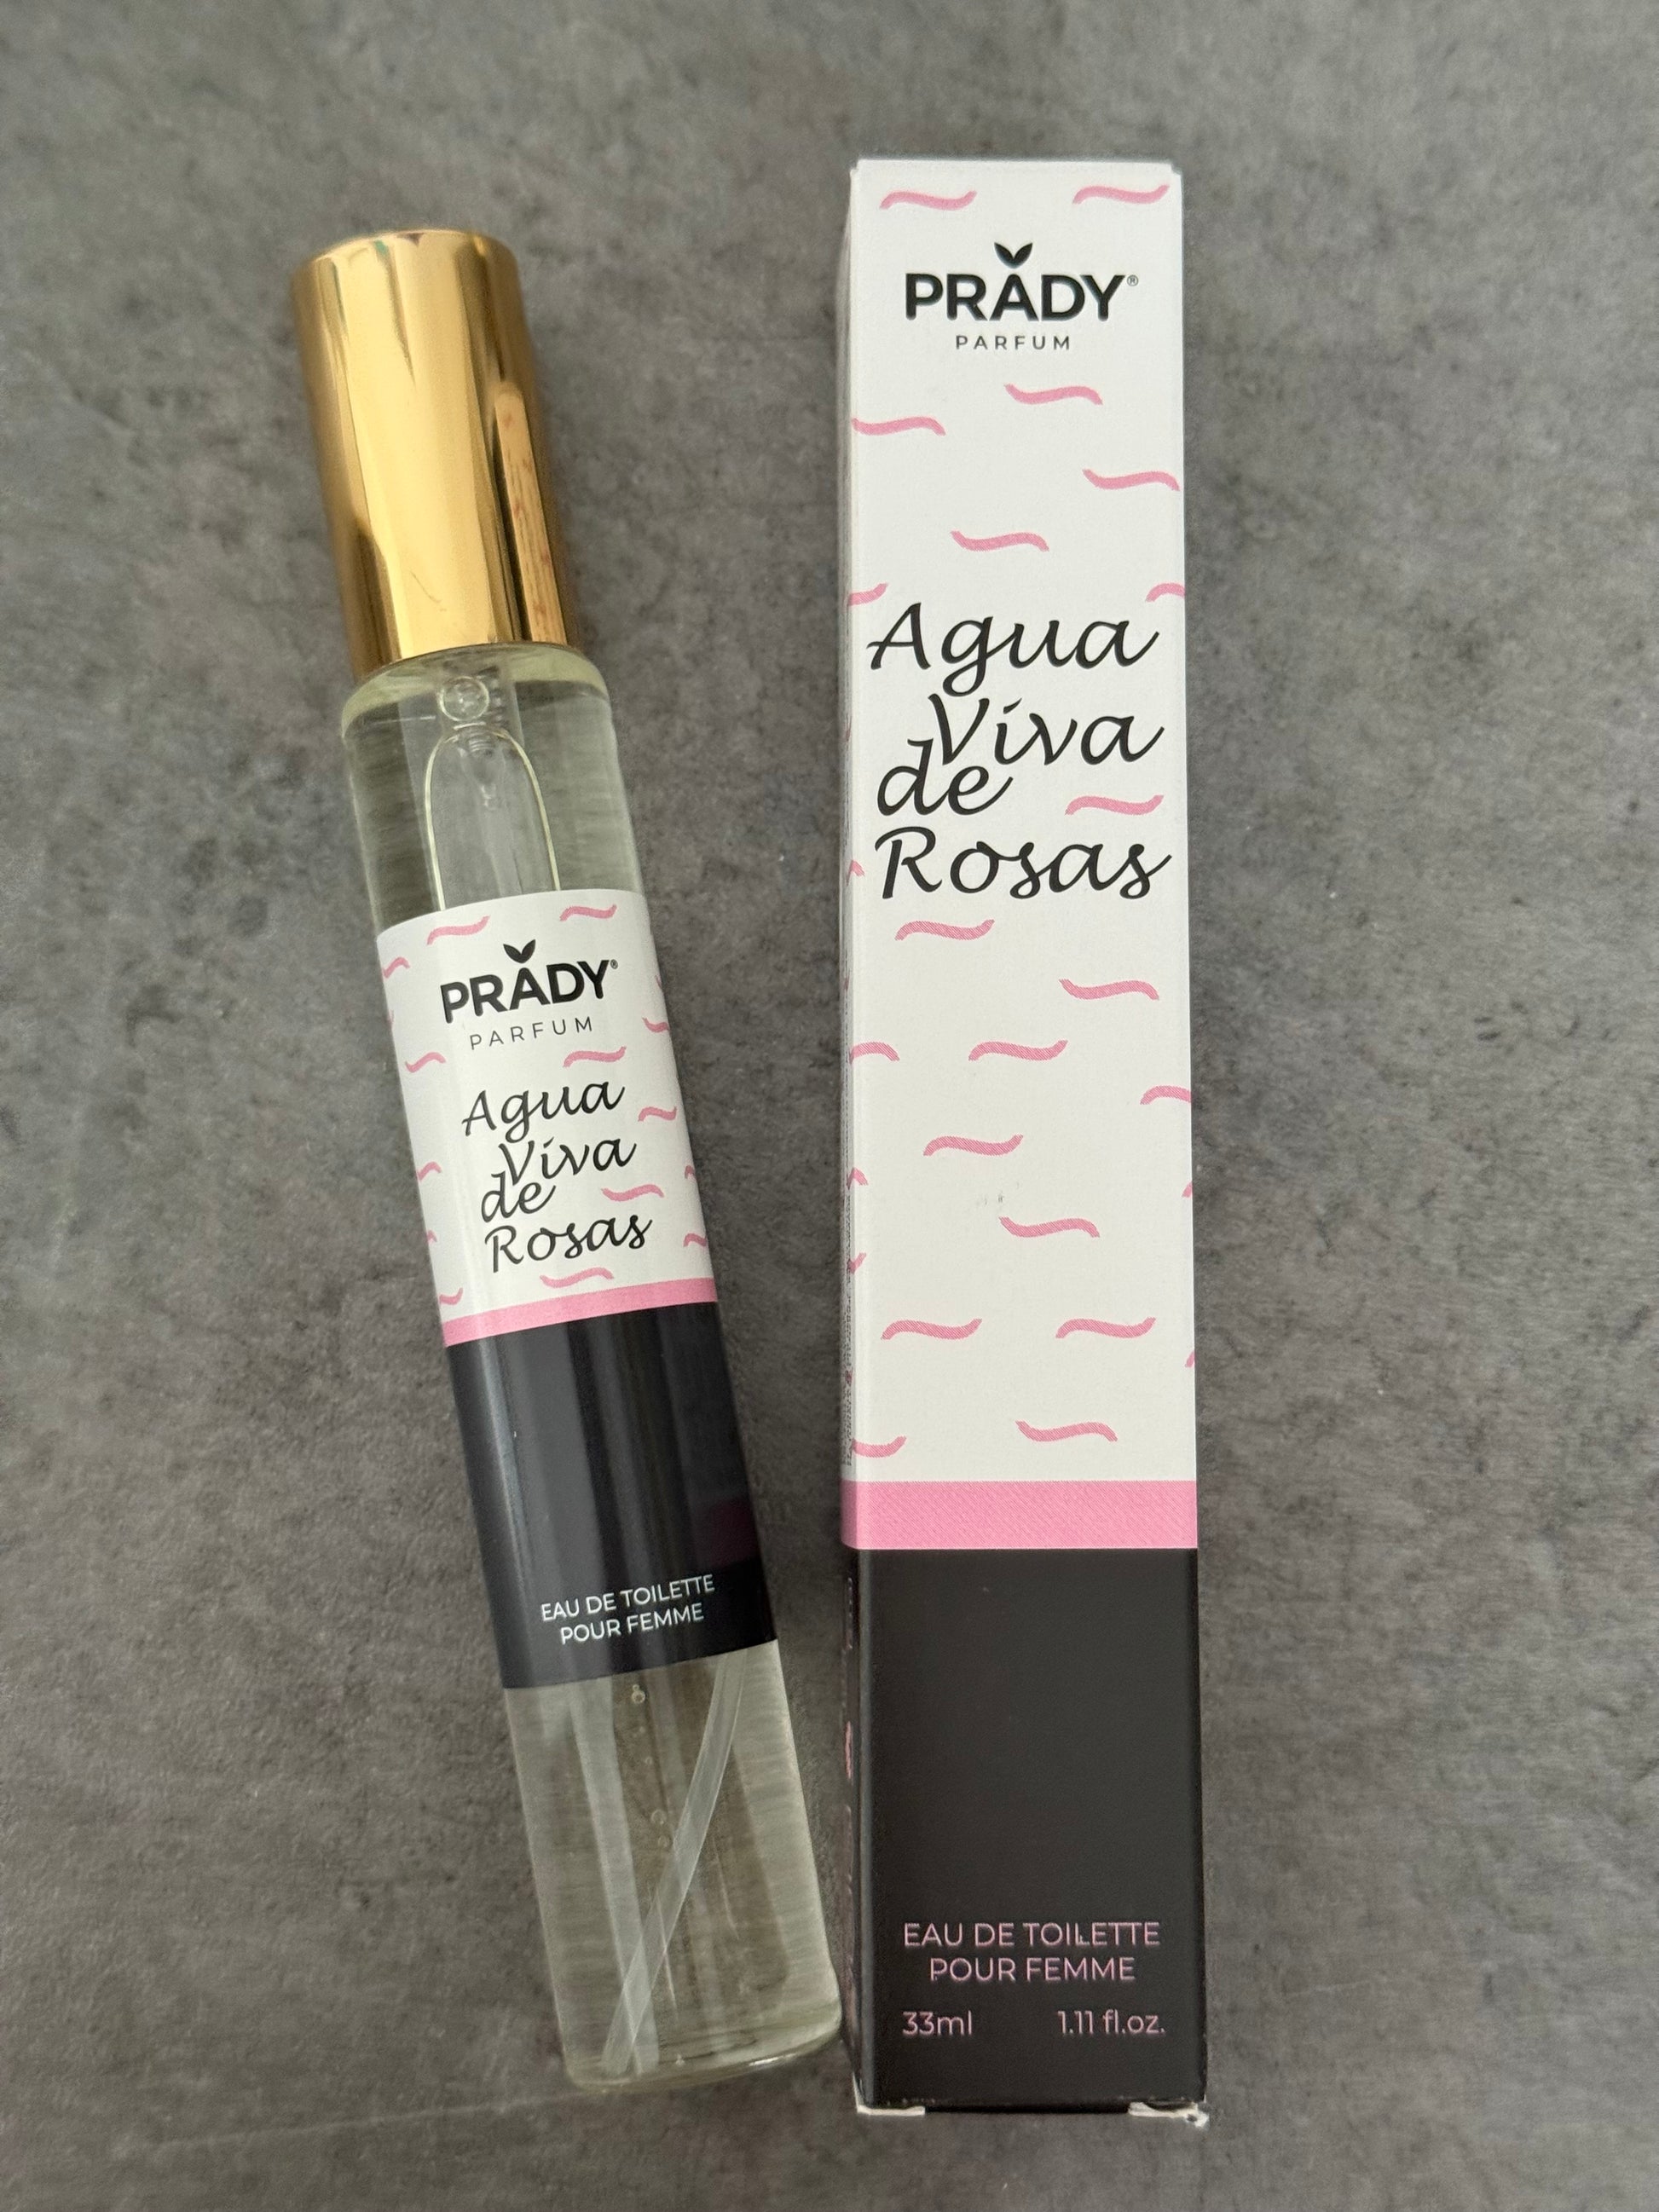 PRADY®
PARFUM
Agua
Viva
de
Rosas
EAU DE TOILETTE
POUR FEMME
PRADY®
PARFUM
Agua
Viva
de
Rosas
EAU DE TOILETTE
POUR FEMME
33ml 1.11 fl.oz.